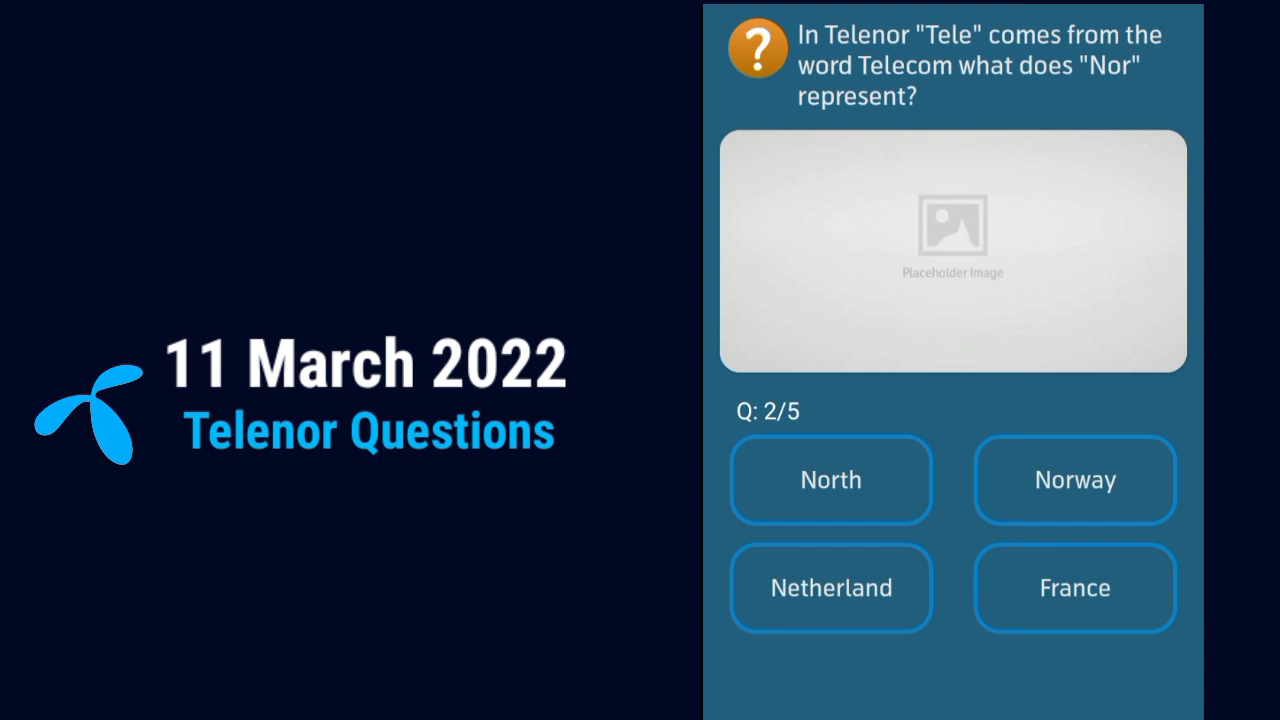 11 March 2022
Telenor Questions
?
In Telenor "Tele" comes from the
word Telecom what does "Nor"
represent?
Placeholder Image
Q: 2/5
North
Norway
Netherland
France